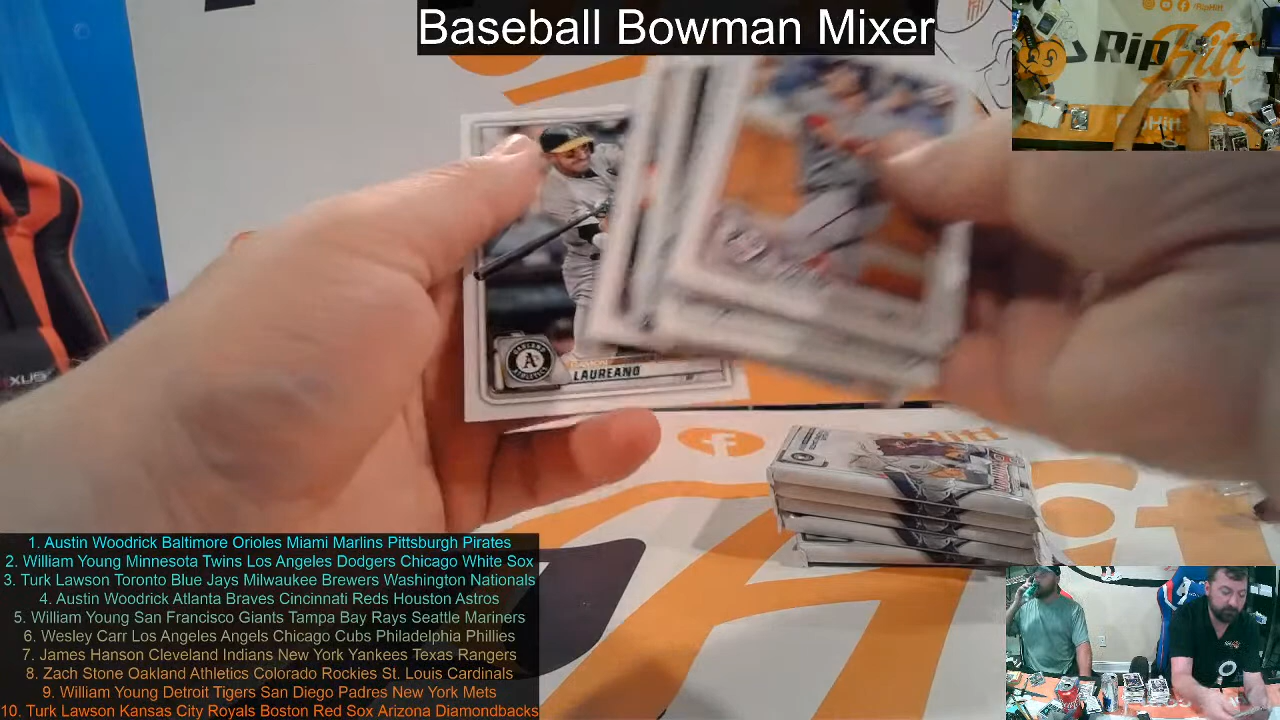 Baseball Bowman Mixer
RipHitt
RipHitt
OAKLAND
A
ATHLETICS
LAUREANO
1. Austin Woodrick Baltimore Orioles Miami Marlins Pittsburgh Pirates
2. William Young Minnesota Twins Los Angeles Dodgers Chicago White Sox
3. Turk Lawson Toronto Blue Jays Milwaukee Brewers Washington Nationals
4. Austin Woodrick Atlanta Braves Cincinnati Reds Houston Astros
5. William Young San Francisco Giants Tampa Bay Rays Seattle Mariners
6. Wesley Carr Los Angeles Angels Chicago Cubs Philadelphia Phillies
7. James Hanson Cleveland Indians New York Yankees Texas Rangers
8. Zach Stone Oakland Athletics Colorado Rockies St. Louis Cardinals
9. William Young Detroit Tigers San Diego Padres New York Mets
10. Turk Lawson Kansas City Royals Boston Red Sox Arizona Diamondbacks